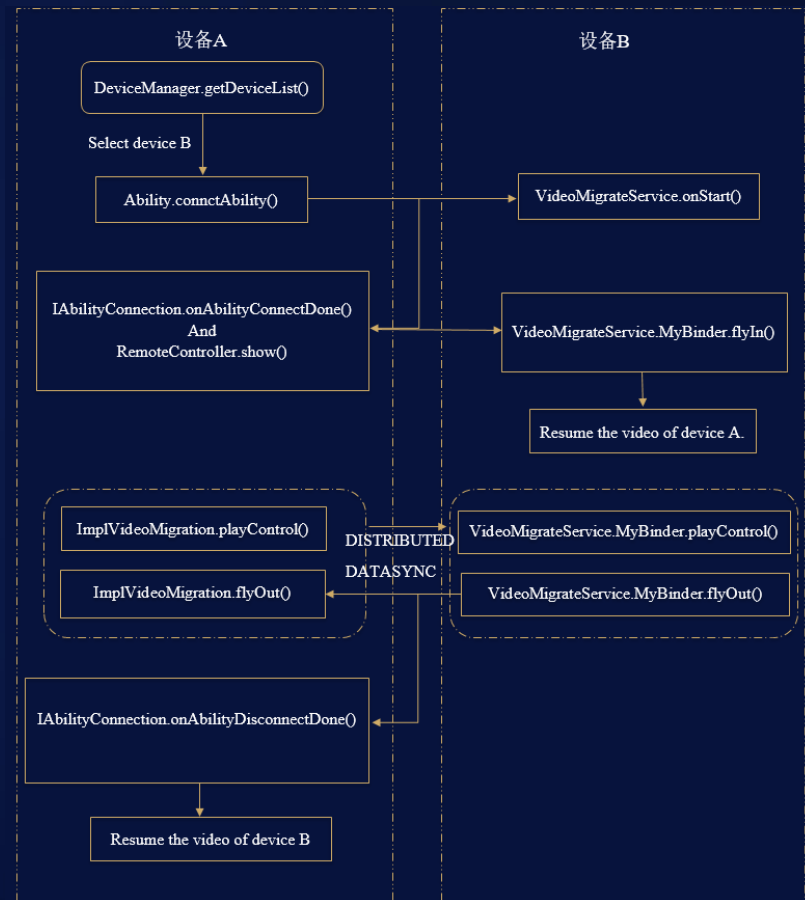 设备A
设备B
DeviceManager.getDeviceList()
Select device B
Ability.connctAbility()
VideoMigrateService.onStart()
IAbilityConnection.onAbilityConnectDone()
And
RemoteController.show()
VideoMigrateService.MyBinder.flyIn()
Resume the video of device A.
ImplVideoMigration.playControl()
DISTRIBUTED
VideoMigrateService.MyBinder.playControl()
DATASYNC
ImplVideoMigration.flyOut()
VideoMigrateService.MyBinder.flyOut()
IAbilityConnection.onAbilityDisconnectDone()
Resume the video of device B